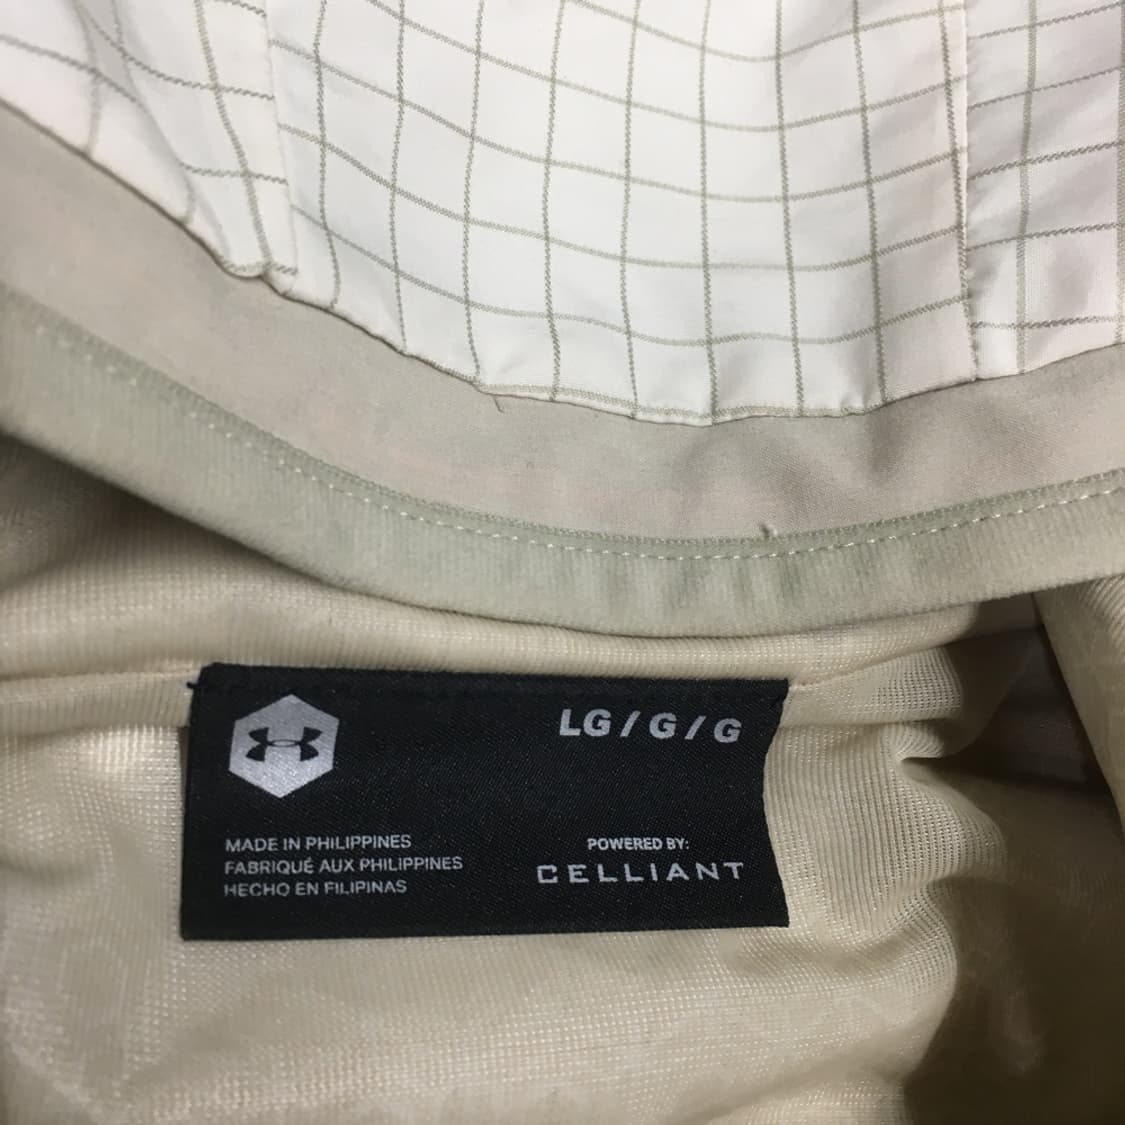 LG / G / G
MADE IN PHILIPPINES
FABRIQUÉ AUX PHILIPPINES
HECHO EN FILIPINAS
POWERED BY:
CELLIANT